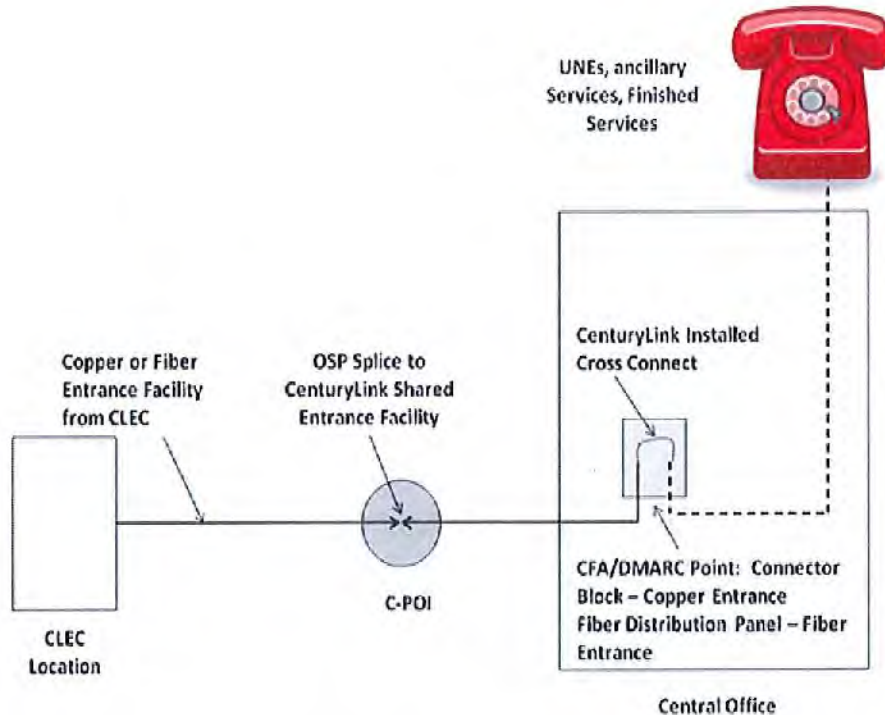 UNEs, ancillary
Services, Finished
Services
CenturyLink Installed
Cross Connect
Copper or Fiber
Entrance Facility
from CLEC
OSP Splice to
CenturyLink Shared
Entrance Facility
C-POI
CLEC
Location
CFA/DMARC Point: Connector
Block – Copper Entrance
Fiber Distribution Panel – Fiber
Entrance
Central Office